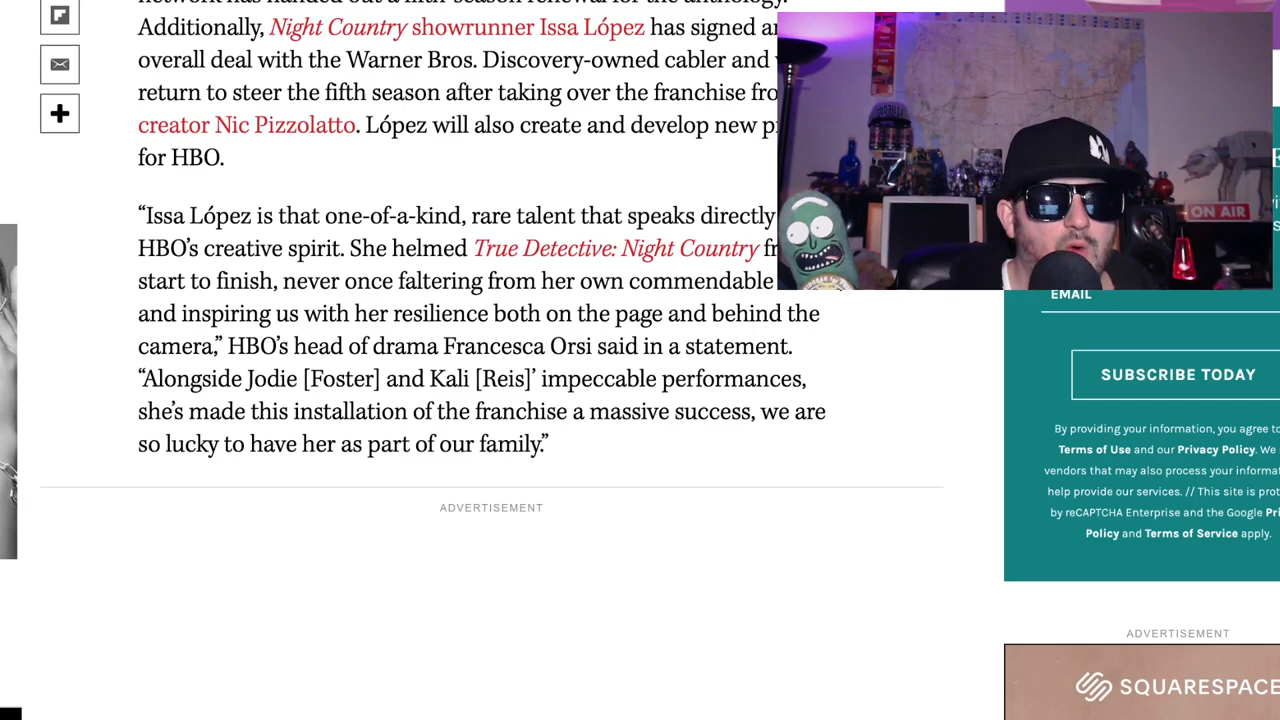 network has handed out a fifth-season renewal for the anthology.
Additionally, Night Country showrunner Issa López has signed an
overall deal with the Warner Bros. Discovery-owned cabler and
return to steer the fifth season after taking over the franchise
creator Nic Pizzolatto. López will also create and develop new
for HBO.
“Issa López is that one-of-a-kind, rare talent that speaks directly
HBO’s creative spirit. She helmed True Detective: Night Country
start to finish, never once faltering from her own commendable
and inspiring us with her resilience both on the page and behind the
camera,” HBO’s head of drama Francesca Orsi said in a statement.
“Alongside Jodie [Foster] and Kali [Reis]’ impeccable performances,
she’s made this installation of the franchise a massive success, we are
so lucky to have her as part of our family.”
ADVERTISEMENT
ON AIR
EMAIL
SUBSCRIBE TODAY
By providing your information, you agree to
Terms of Use and our Privacy Policy. We
vendors that may also process your
help provide our services. // This site is
by reCAPTCHA Enterprise and the Google
Policy and Terms of Service apply.
ADVERTISEMENT
SQUARESPACE